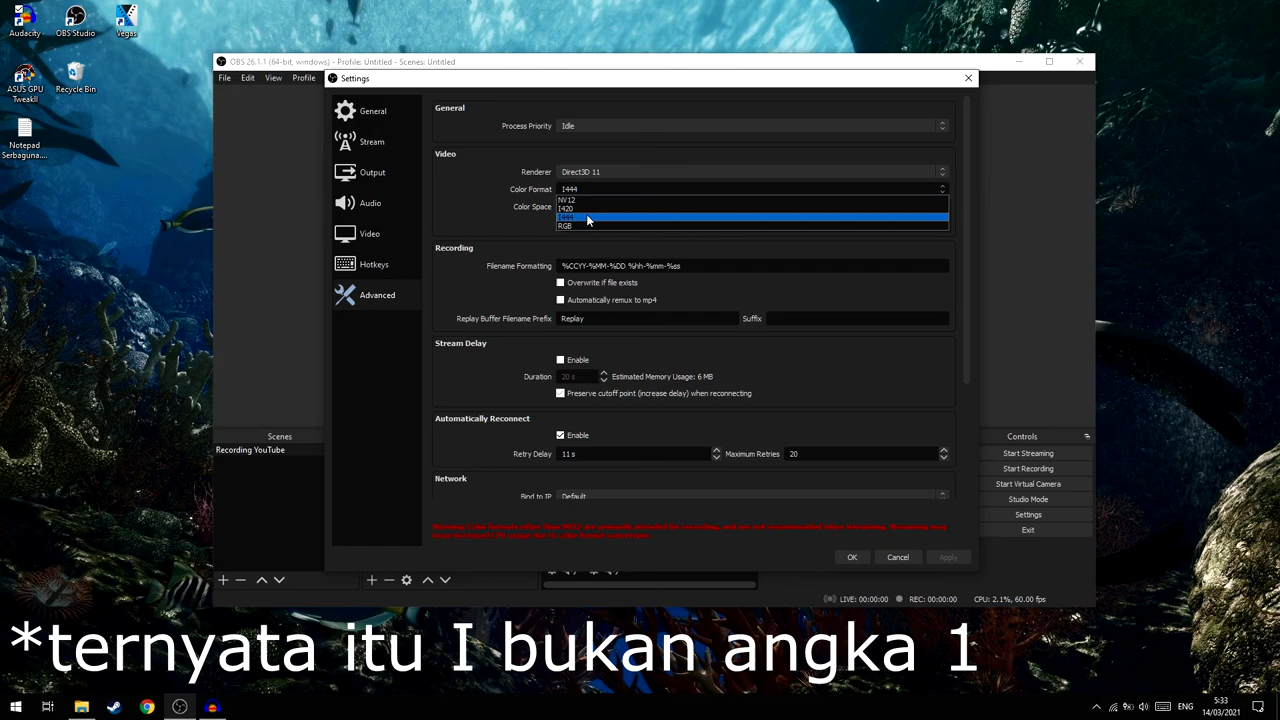 Audacity
OBS Studio
Vegas
ASUS GPU
TweakII
Recycle Bin
Notepad
Serbaguna....
OBS 26.1.1 (64-bit, windows) - Profile: Untitled - Scenes: Untitled
File Edit View Profile
Settings
General
Stream
Output
Audio
Video
Hotkeys
Advanced
General
Process Priority Idle
Video
Renderer Direct3D 11
Color Format I444
NV12
I420
I444
RGB
Color Space
Recording
Filename Formatting %CCYY-%MM-%DD %hh-%mm-%ss
Overwrite if file exists
Automatically remux to mp4
Replay Buffer Filename Prefix Replay Suffix
Stream Delay
Enable
Duration 20 s Estimated Memory Usage: 6 MB
Preserve cutoff point (increase delay) when reconnecting
Automatically Reconnect
Enable
Retry Delay 11 s Maximum Retries 20
Network
Bind to IP Default
OK Cancel Apply
Scenes
Recording YouTube
Controls
Start Streaming
Start Recording
Start Virtual Camera
Studio Mode
Settings
Exit
LIVE: 00:00:00 REC: 00:00:00 CPU: 2.1%, 60.00 fps
*ternyata itu I bukan angka 1
ENG
5:33
14/03/2021